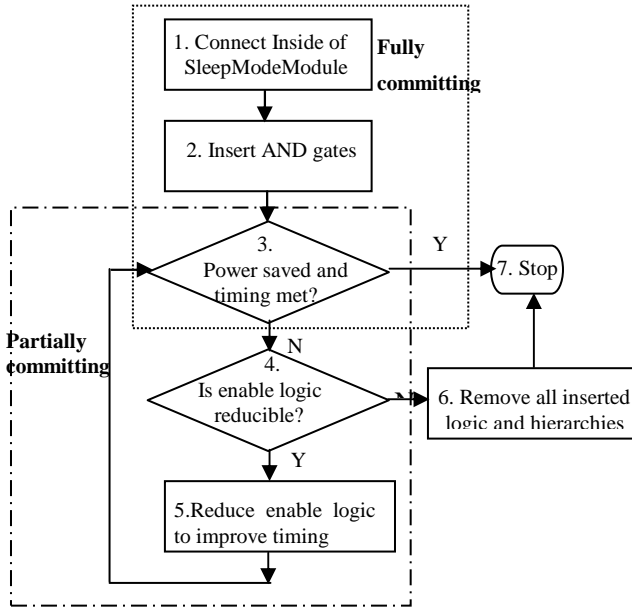 1. Connect Inside of
SleepModeModule
Fully
committing
2. Insert AND gates
3.
Power saved and
timing met?
Y
7. Stop
N
Partially
committing
4.
Is enable logic
reducible?
N
6. Remove all inserted
logic and hierarchies
Y
5.Reduce enable logic
to improve timing